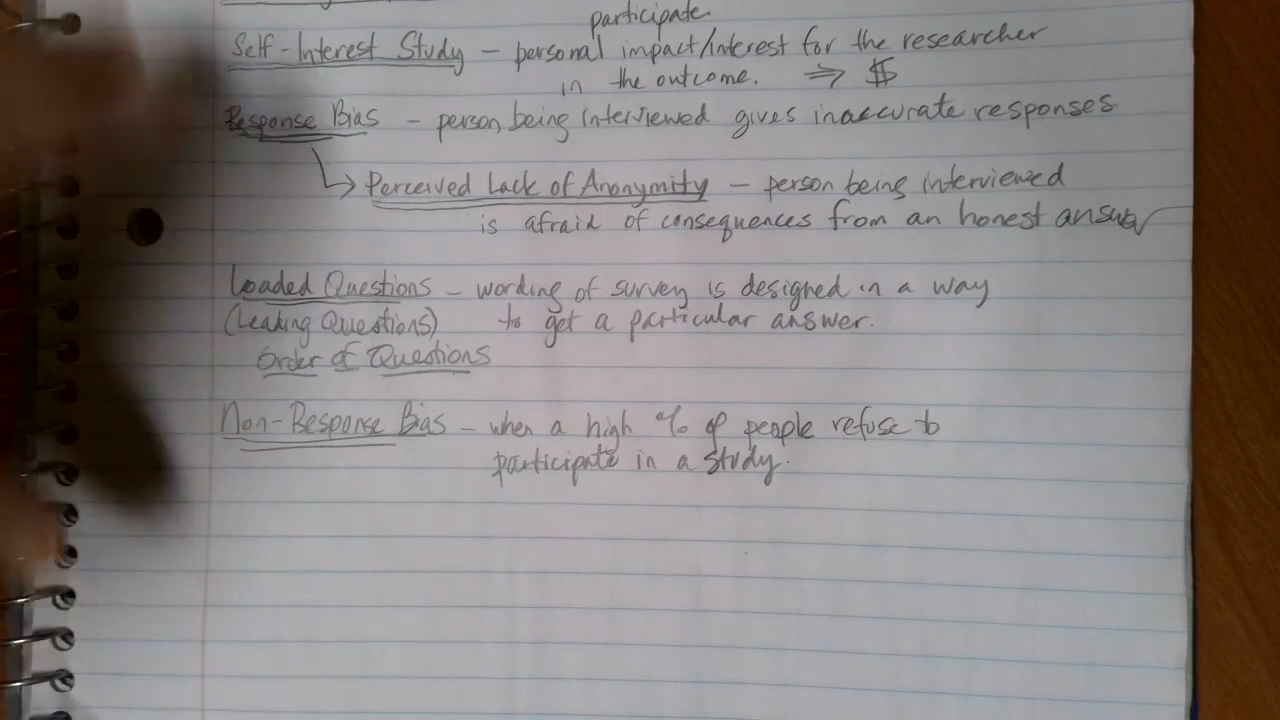 participate
Self-Interest Study - personal impact/interest for the researcher
in the outcome. ⇒ $
Response Bias - person being interviewed gives inaccurate responses
↳ Perceived Lack of Anonymity - person being interviewed
is afraid of consequences from an honest answer
Loaded Questions - wording of survey is designed in a way
(Leading Questions) to get a particular answer.
Order of Questions
Non-Response Bias - when a high % of people refuse to
participate in a study.